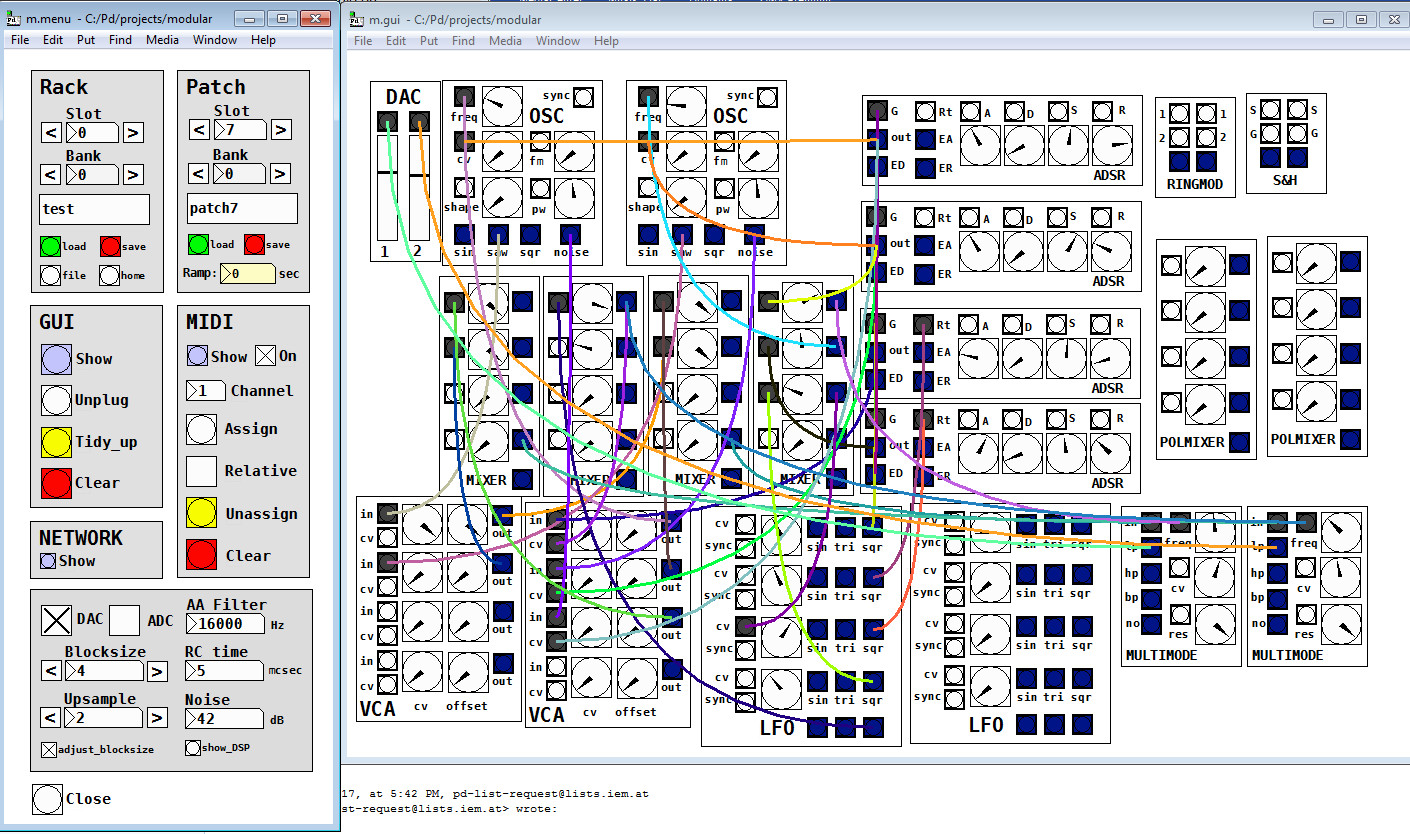 m.menu - C:/Pd/projects/modular
File Edit Put Find Media Window Help
Rack
Slot
< 0 >
Bank
< 0 >
test
load save
file home
Patch
Slot
< 7 >
Bank
< 0 >
patch7
load save
Ramp: 0 sec
GUI
Show
Unplug
Tidy_up
Clear
MIDI
Show On
1 Channel
Assign
Relative
Unassign
Clear
NETWORK
Show
DAC ADC
AA Filter
16000 Hz
Blocksize
< 4 >
RC time
5 mcsec
Upsample
< 2 >
Noise
42 dB
adjust_blocksize
show_DSP
Close
m.gui - C:/Pd/projects/modular
File Edit Put Find Media Window Help
DAC
1 2
freq sync
OSC
cv fm
shape pw
sin saw sqr noise
freq sync
OSC
cv fm
shape pw
sin saw sqr noise
G Rt A D S R
out EA
ED ER
ADSR
G Rt A D S R
out EA
ED ER
ADSR
G Rt A D S R
out EA
ED ER
ADSR
G Rt A D S R
out EA
ED ER
ADSR
1 1
2 2
RINGMOD
S S
G G
S&H
POLMIXER
POLMIXER
MIXER
MIXER
MIXER
MIXER
in
cv out
in
cv out
in
cv out
in
cv out
VCA cv offset
in
cv out
in
cv out
in
cv out
in
cv out
VCA cv offset
cv
sync sin tri sqr
cv
sync sin tri sqr
cv
sync sin tri sqr
cv
sync sin tri sqr
LFO
cv
sync sin tri sqr
cv
sync sin tri sqr
cv
sync sin tri sqr
cv
sync sin tri sqr
LFO
in
lp freq
hp cv
bp
no res
MULTIMODE
in
lp freq
hp cv
bp
no res
MULTIMODE
17, at 5:42 PM, pd-list-request@lists.iem.at
st-request@lists.iem.at> wrote: